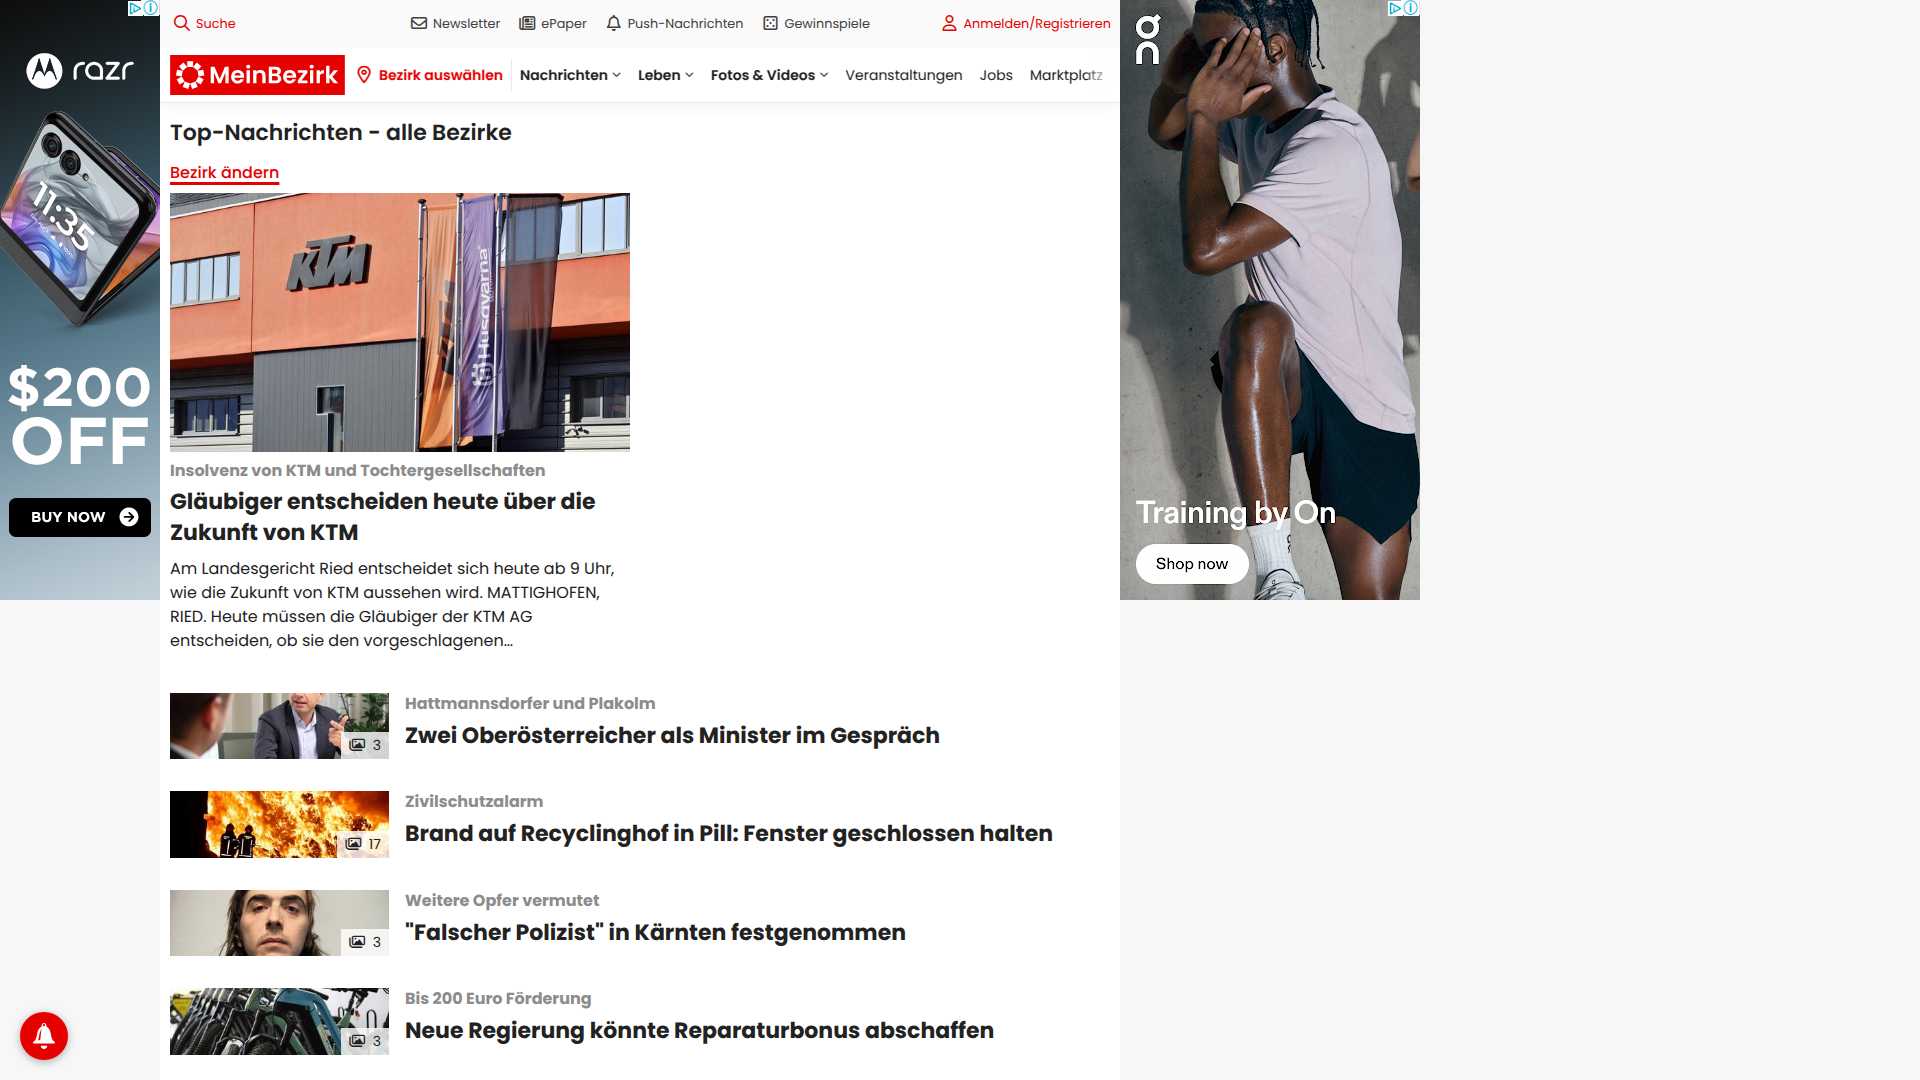 Suche
Newsletter
ePaper
Push-Nachrichten
Gewinnspiele
Anmelden/Registrieren
MeinBezirk
Bezirk auswählen
Nachrichten
Leben
Fotos & Videos
Veranstaltungen
Jobs
Marktplatz
Top-Nachrichten - alle Bezirke
Bezirk ändern
KTM
Husqvarna
Insolvenz von KTM und Tochtergesellschaften
Gläubiger entscheiden heute über die
Zukunft von KTM
Am Landesgericht Ried entscheidet sich heute ab 9 Uhr,
wie die Zukunft von KTM aussehen wird. MATTIGHOFEN,
RIED. Heute müssen die Gläubiger der KTM AG
entscheiden, ob sie den vorgeschlagenen...
3
Hattmannsdorfer und Plakolm
Zwei Oberösterreicher als Minister im Gespräch
17
Zivilschutzalarm
Brand auf Recyclinghof in Pill: Fenster geschlossen halten
3
Weitere Opfer vermutet
"Falscher Polizist" in Kärnten festgenommen
3
Bis 200 Euro Förderung
Neue Regierung könnte Reparaturbonus abschaffen
razr
11:35
$200
OFF
BUY NOW
on
Training by On
Shop now